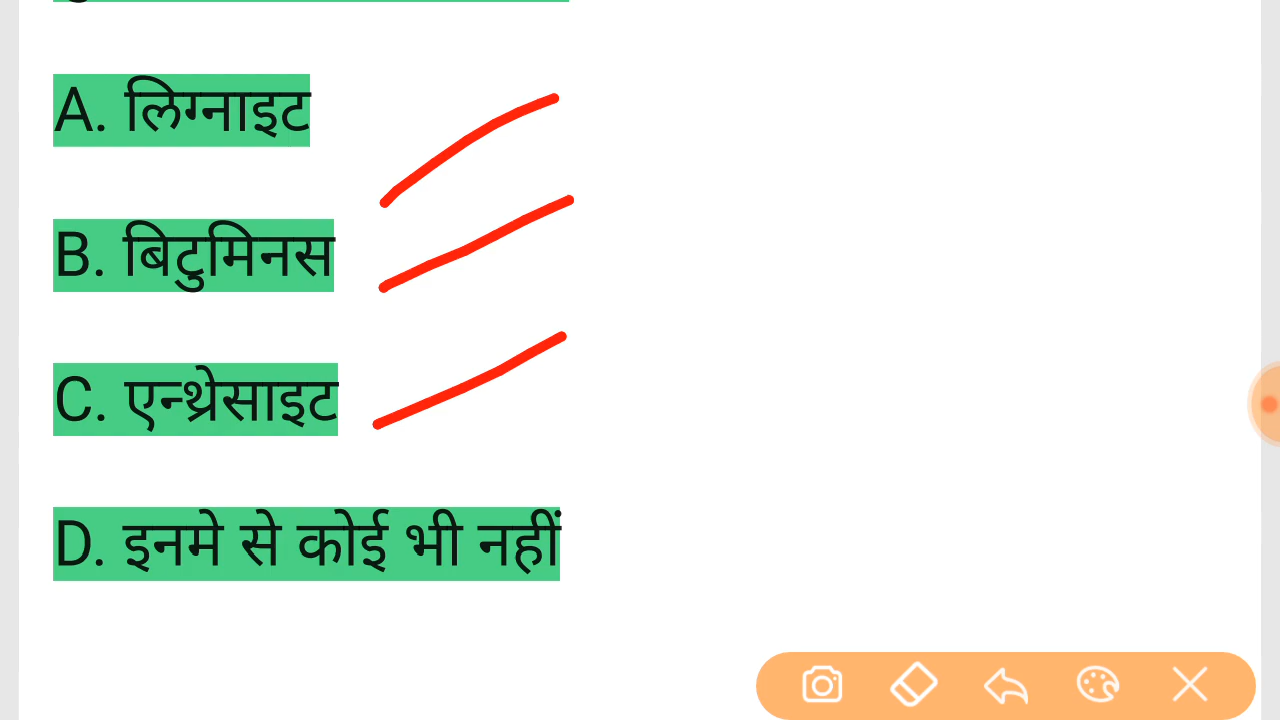 A. लिग्नाइट
B. बिटुमिनस
C. एन्थ्रेसाइट
D. इनमे से कोई भी नहीं